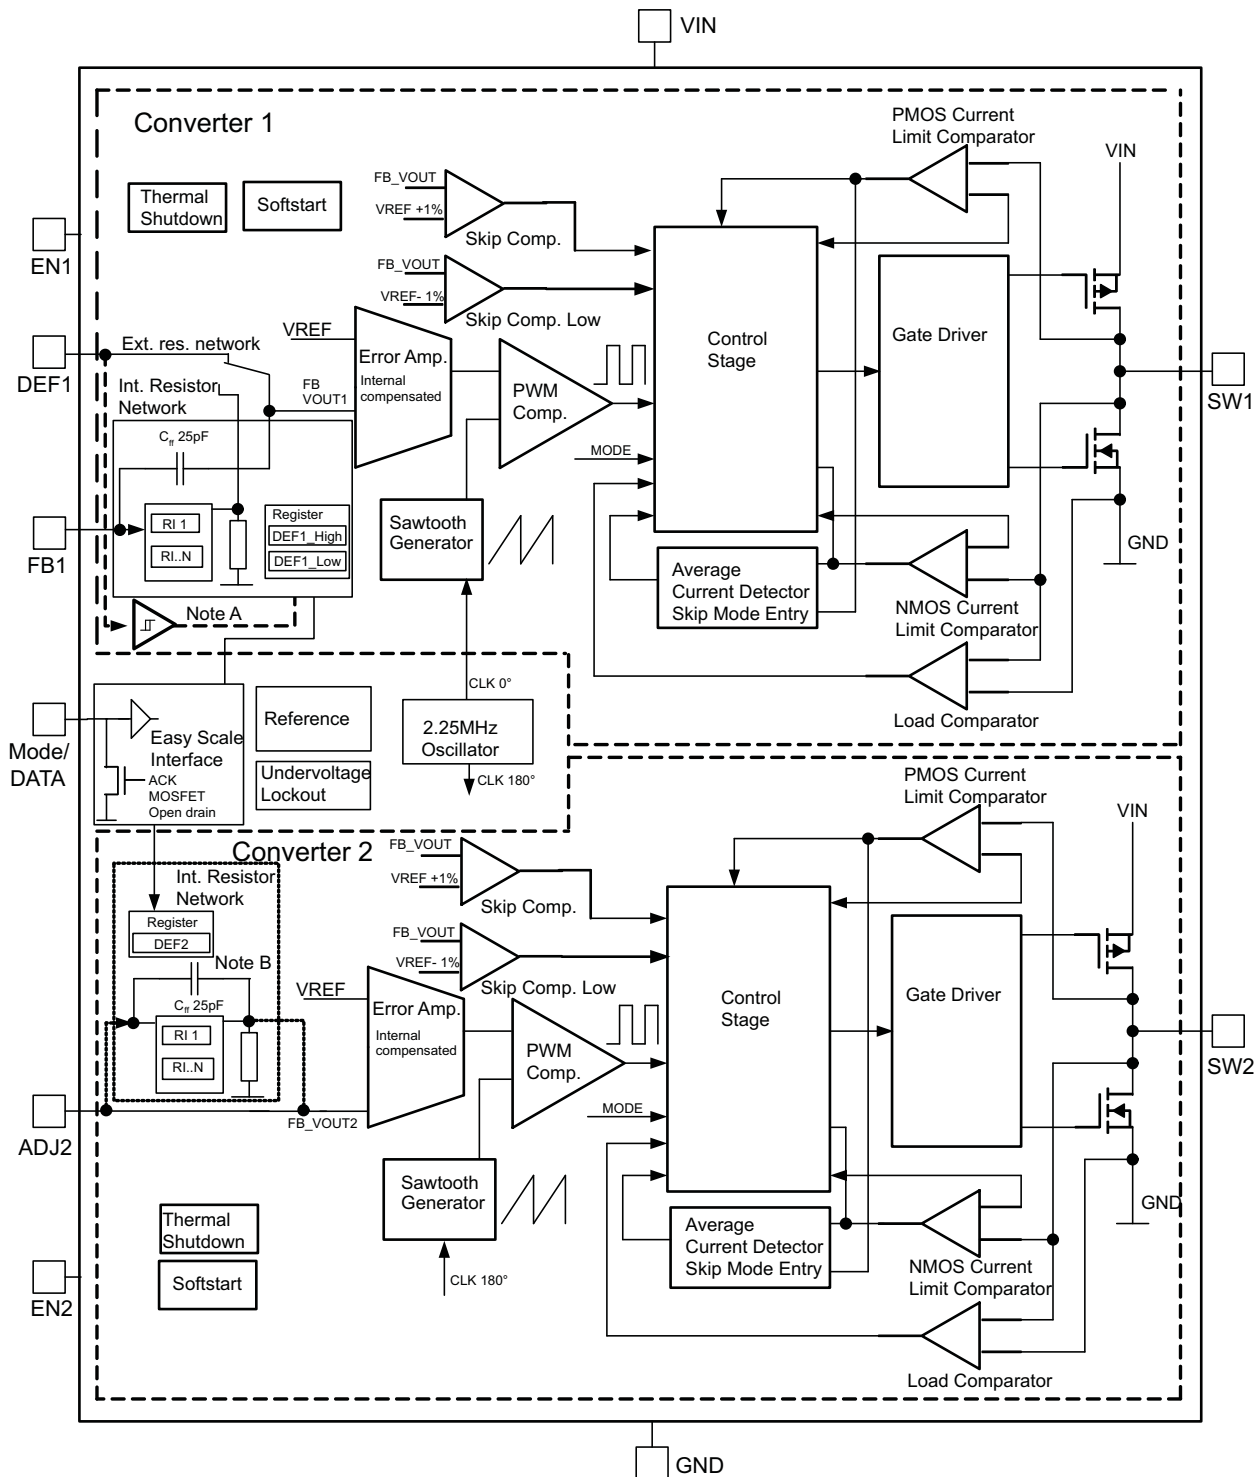 VIN
Converter 1
PMOS Current
Limit Comparator
VIN
Thermal
Shutdown
Softstart
FB_VOUT
VREF +1%
Skip Comp.
EN1
FB_VOUT
VREF- 1%
Skip Comp. Low
Control
Stage
Gate Driver
DEF1
Ext. res. network
VREF
Error Amp.
Internal
compensated
Int. Resistor
Network
FB
VOUT1
PWM
Comp.
SW1
Cff 25pF
MODE
FB1
RI 1
RI..N
Register
DEF1_High
DEF1_Low
Sawtooth
Generator
GND
Average
Current Detector
Skip Mode Entry
NMOS Current
Limit Comparator
Note A
CLK 0°
Load Comparator
Mode/
DATA
Easy Scale
Interface
ACK
MOSFET
Open drain
Reference
Undervoltage
Lockout
2.25MHz
Oscillator
CLK 180°
PMOS Current
Limit Comparator
VIN
Converter 2
FB_VOUT
VREF +1%
Skip Comp.
Int. Resistor
Network
Register
DEF2
Note B
Cff 25pF
RI 1
RI..N
FB_VOUT
VREF- 1%
Skip Comp. Low
VREF
Error Amp.
Internal
compensated
PWM
Comp.
Control
Stage
Gate Driver
SW2
MODE
ADJ2
FB_VOUT2
Sawtooth
Generator
GND
Average
Current Detector
Skip Mode Entry
NMOS Current
Limit Comparator
Thermal
Shutdown
Softstart
CLK 180°
EN2
Load Comparator
GND